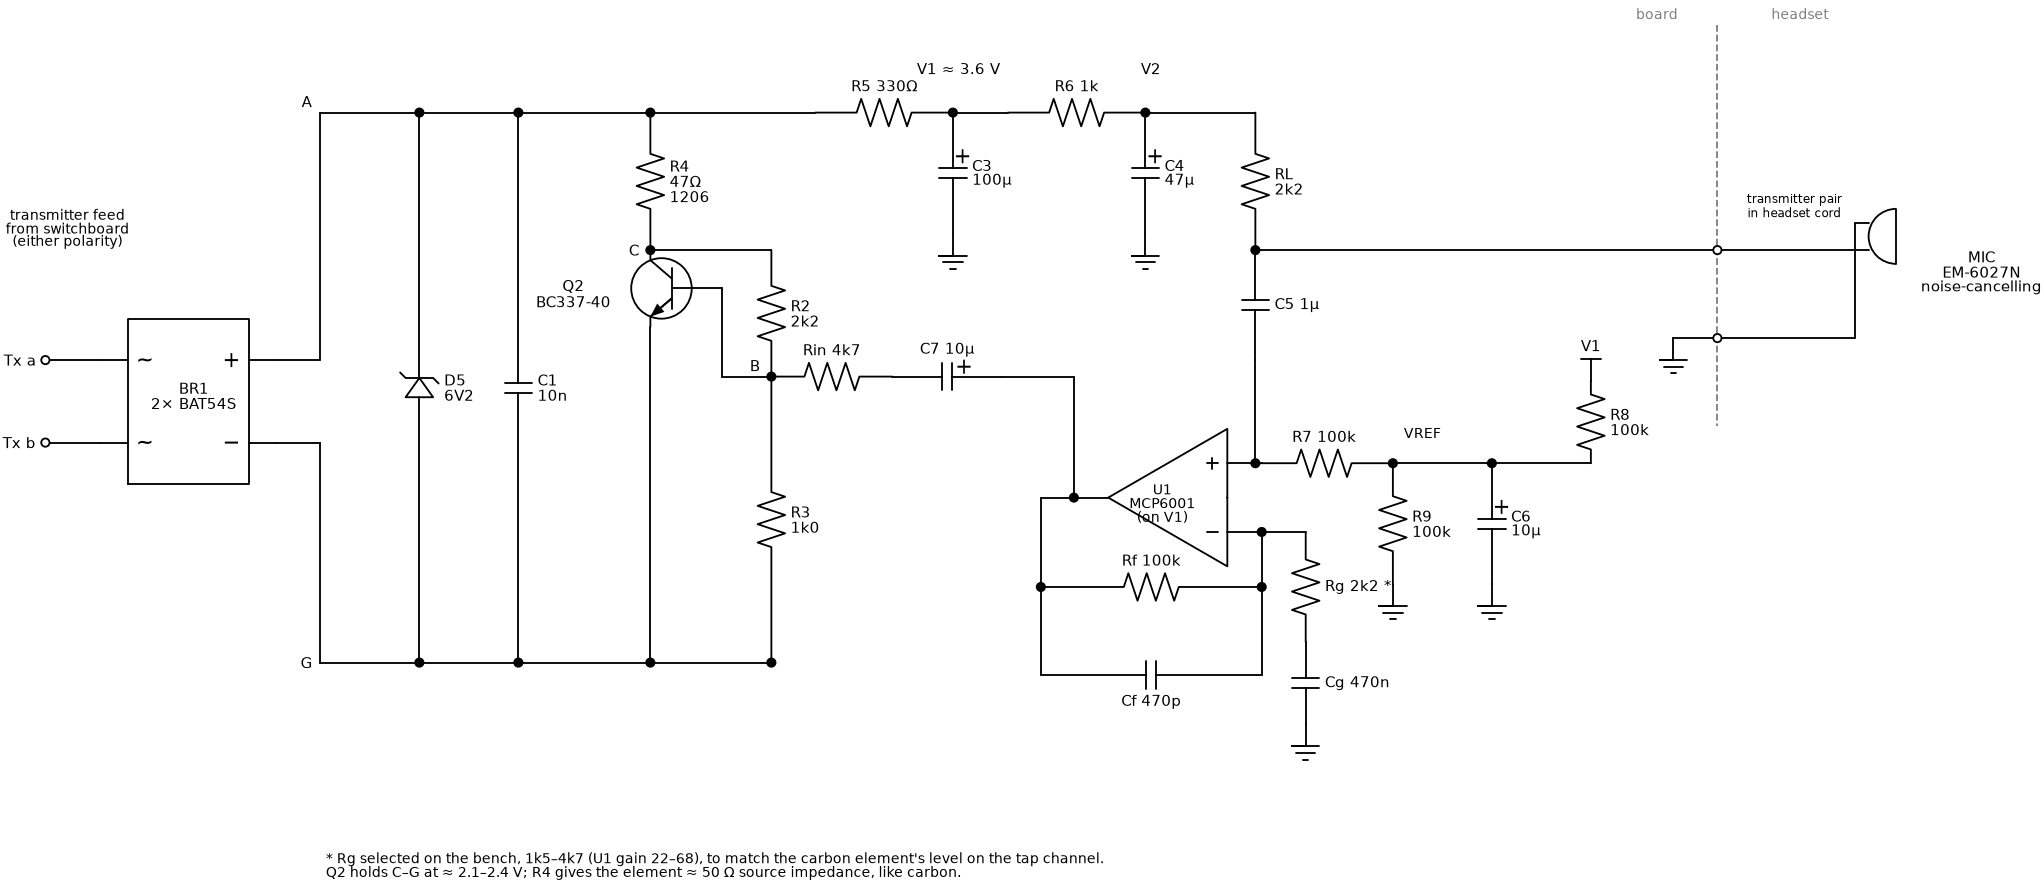 board
headset
V1 ≈ 3.6 V
V2
R5 330Ω
R6 1k
A
R4
47Ω
1206
+
C3
100µ
+
C4
47µ
RL
2k2
transmitter pair
in headset cord
transmitter feed
from switchboard
(either polarity)
C
Q2
BC337-40
MIC
EM-6027N
noise-cancelling
R2
2k2
C5 1µ
Rin 4k7
C7 10µ
+
V1
B
Tx a
~
+
BR1
2× BAT54S
D5
6V2
C1
10n
Tx b
~
−
R8
100k
R7 100k
VREF
+
U1
MCP6001
(on V1)
−
R3
1k0
R9
100k
+
C6
10µ
Rf 100k
Rg 2k2 *
G
Cf 470p
Cg 470n
* Rg selected on the bench, 1k5–4k7 (U1 gain 22–68), to match the carbon element's level on the tap channel.
Q2 holds C–G at ≈ 2.1–2.4 V; R4 gives the element ≈ 50 Ω source impedance, like carbon.